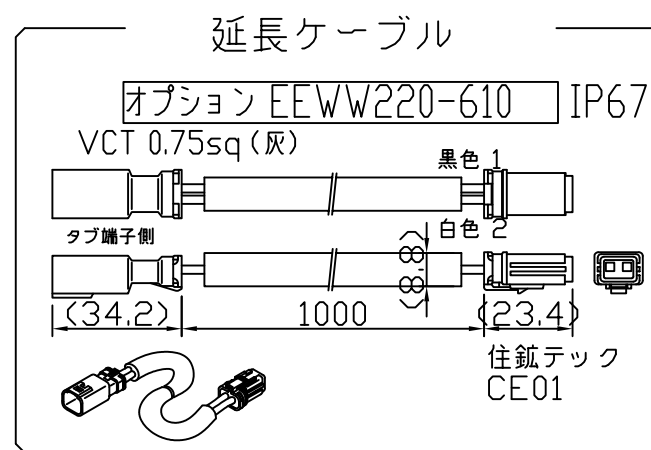 延長ケーブル
オプション EEWW220-610 IP67
VCT 0.75sq(灰)
黒色 1
白色 2
タブ端子側
(8.8)
(34.2)
1000
(23.4)
住鉱テック
CE01